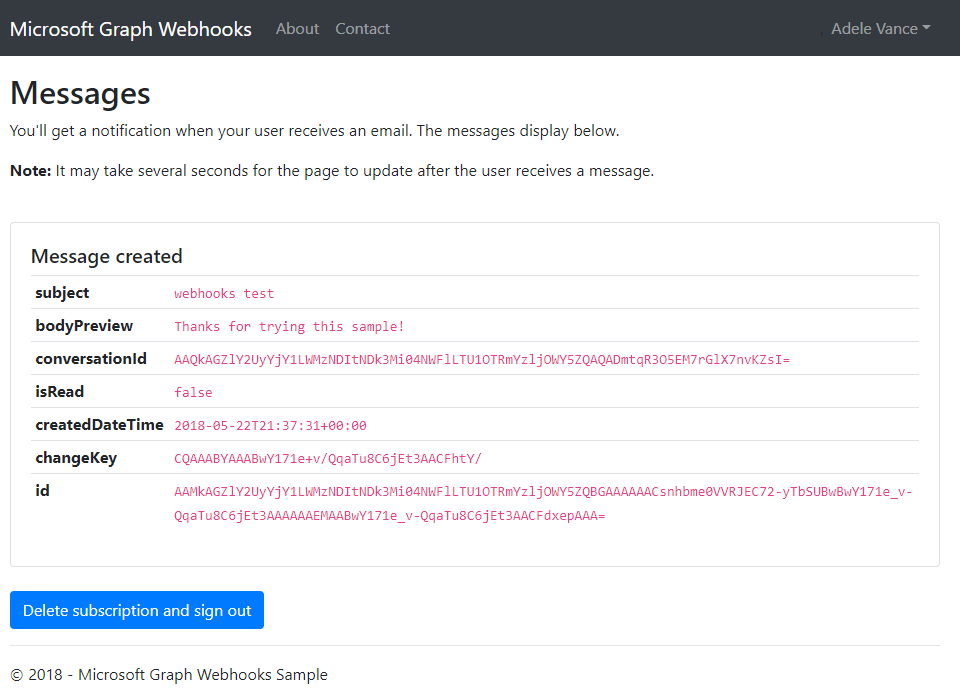 Microsoft Graph Webhooks About Contact Adele Vance
Messages
You'll get a notification when your user receives an email. The messages display below.
Note: It may take several seconds for the page to update after the user receives a message.
Message created
subject webhooks test
bodyPreview Thanks for trying this sample!
conversationId AAQkAGZlY2UyYjY1LWMzNDItNDk3Mi04NWFlLTU1OTRmYzljOWY5ZQAQADmtqR3O5EM7rGlX7nvKZsI=
isRead false
createdDateTime 2018-05-22T21:37:31+00:00
changeKey CQAAABYAAABwY171e+v/QqaTu8C6jEt3AACFhtY/
id AAMkAGZlY2UyYjY1LWMzNDItNDk3Mi04NWFlLTU1OTRmYzljOWY5ZQBGAAAAAACsnhbme0VVRJEC72-yTbSUBwBwY171e_v-
QqaTu8C6jEt3AAAAAAEMAABwY171e_v-QqaTu8C6jEt3AACFdxepAAA=
Delete subscription and sign out
© 2018 - Microsoft Graph Webhooks Sample